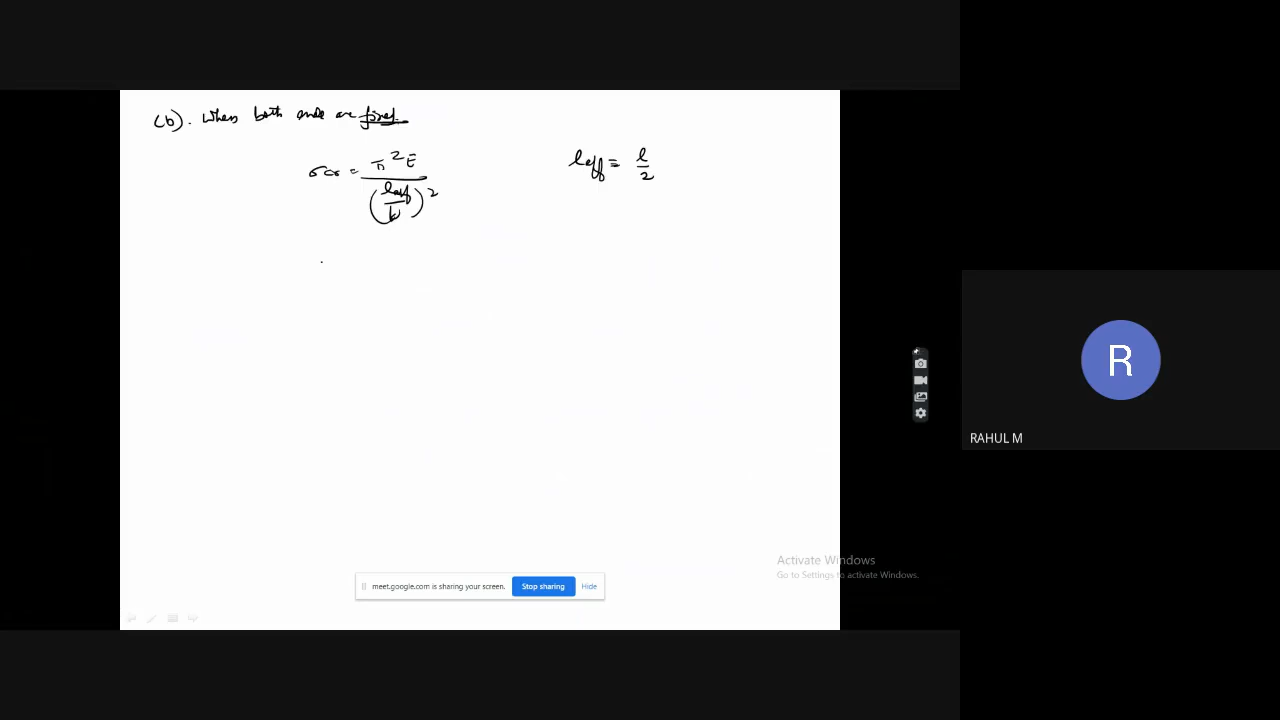 (b). When both ends are fixed
σcr = π²E / (leff/k)²
leff = l/2
R
RAHUL M
Activate Windows
Go to Settings to activate Windows.
meet.google.com is sharing your screen. Stop sharing Hide